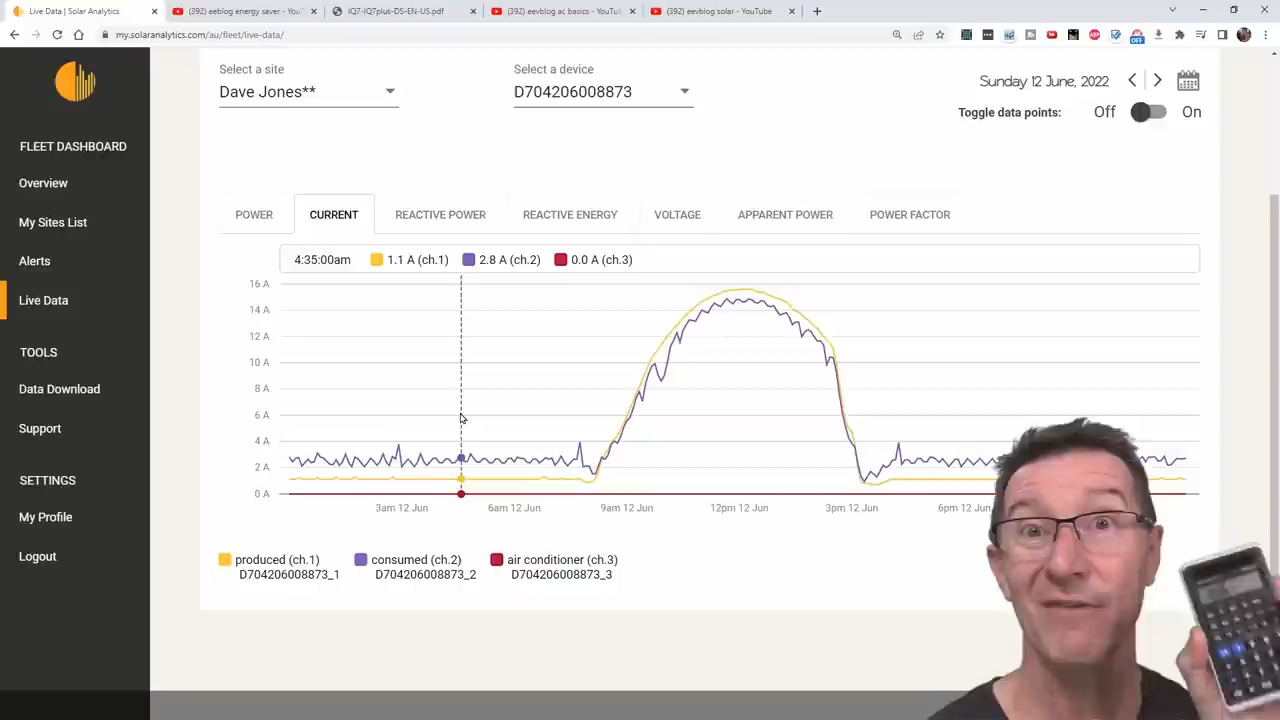 Live Data | Solar Analytics
(392) eeblog energy saver - YouT
IQ7-IQ7plus-DS-EN-US.pdf
(392) eevblog ac basics - YouTub
(392) eevblog solar - YouTube
my.solaranalytics.com/au/fleet/live-data/
OFF
FLEET DASHBOARD
Overview
My Sites List
Alerts
Live Data
TOOLS
Data Download
Support
SETTINGS
My Profile
Logout
Select a site
Dave Jones**
Select a device
D704206008873
Sunday 12 June, 2022
Toggle data points: Off On
POWER CURRENT REACTIVE POWER REACTIVE ENERGY VOLTAGE APPARENT POWER POWER FACTOR
4:35:00am 1.1 A (ch.1) 2.8 A (ch.2) 0.0 A (ch.3)
16 A
14 A
12 A
10 A
8 A
6 A
4 A
2 A
0 A
3am 12 Jun 6am 12 Jun 9am 12 Jun 12pm 12 Jun 3pm 12 Jun 6pm 12 Jun
produced (ch.1) consumed (ch.2) air conditioner (ch.3)
D704206008873_1 D704206008873_2 D704206008873_3